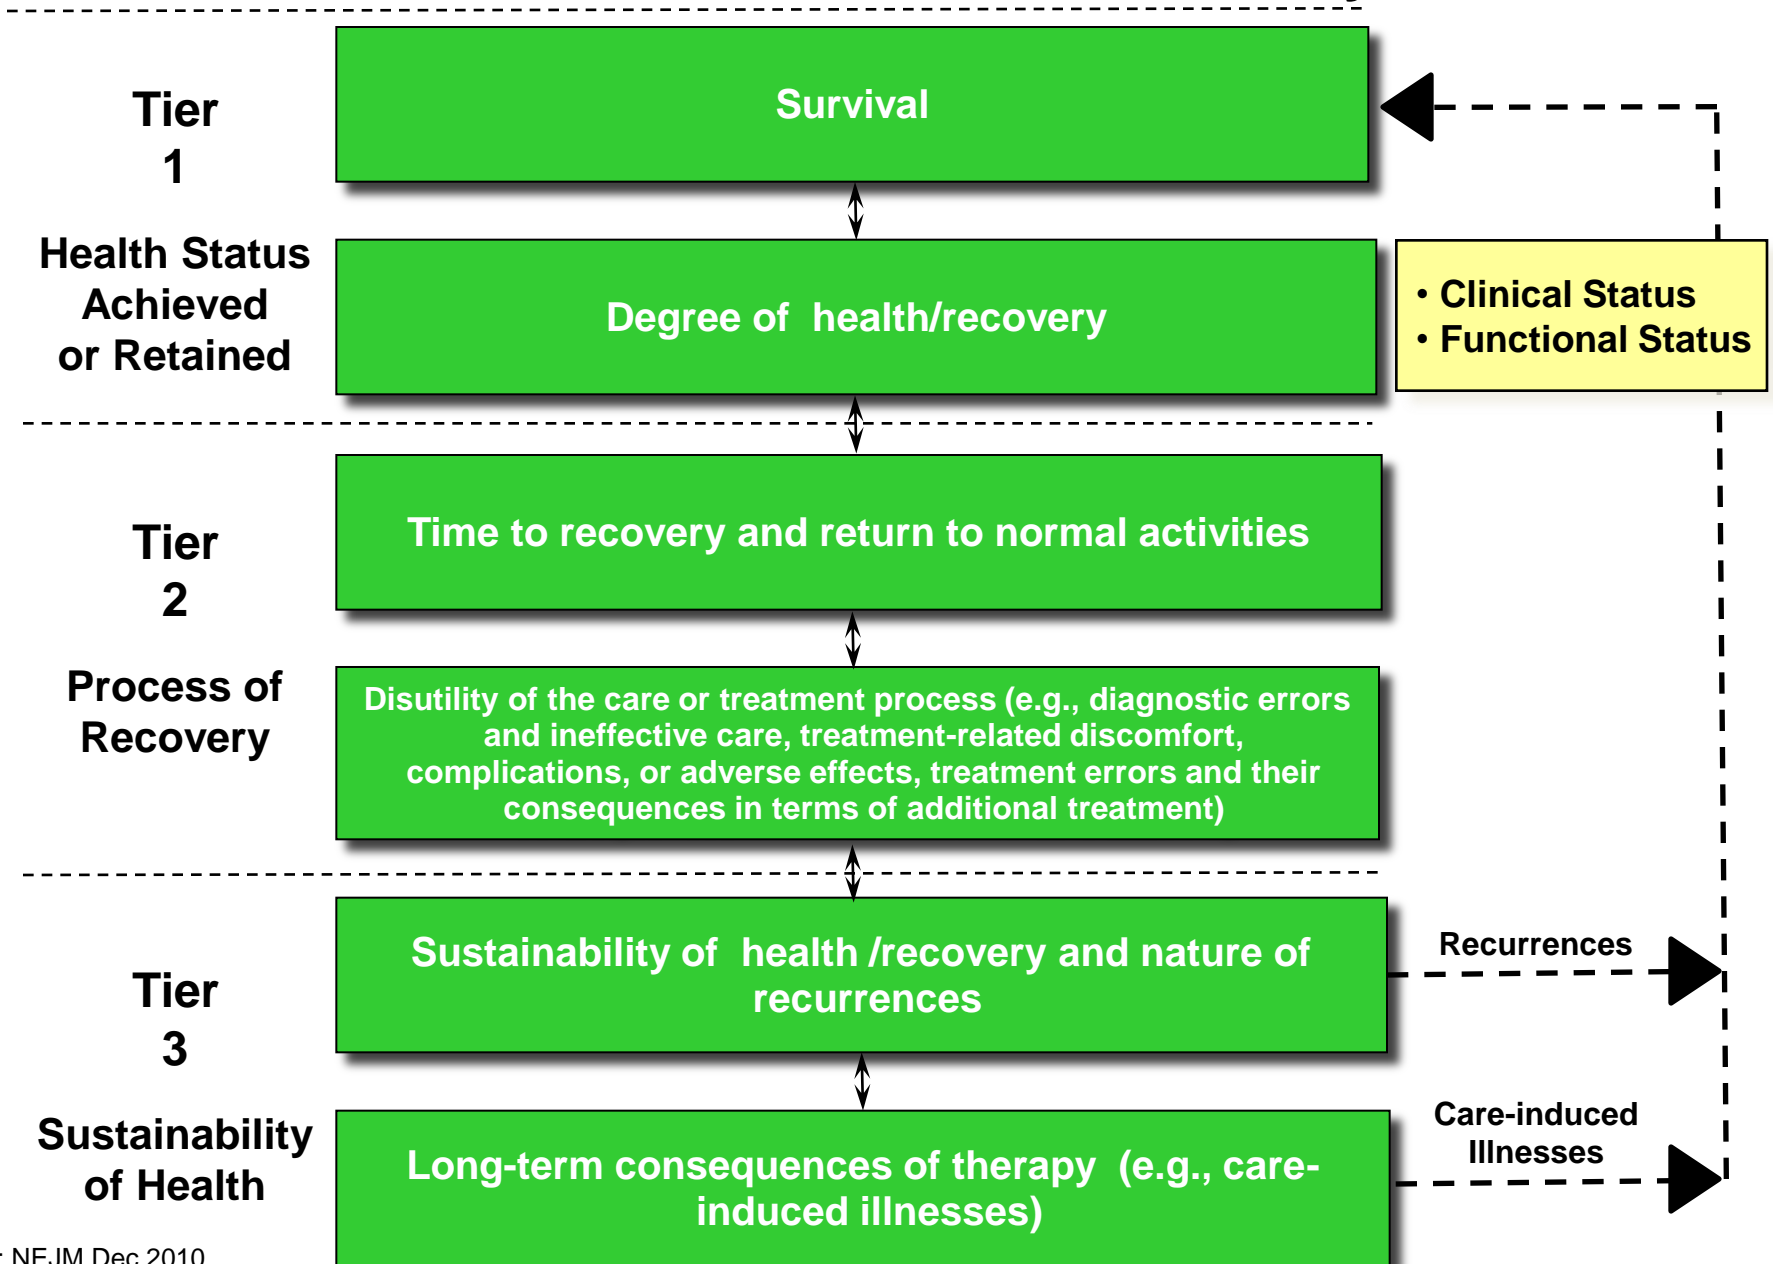 Tier
1
Health Status
Achieved
or Retained
Survival
Degree of health/recovery
• Clinical Status
• Functional Status
Tier
2
Process of
Recovery
Time to recovery and return to normal activities
Disutility of the care or treatment process (e.g., diagnostic errors
and ineffective care, treatment-related discomfort,
complications, or adverse effects, treatment errors and their
consequences in terms of additional treatment)
Tier
3
Sustainability
of Health
Sustainability of health /recovery and nature of
recurrences
Recurrences
Long-term consequences of therapy (e.g., care-
induced illnesses)
Care-induced
Illnesses
: NEJM Dec 2010